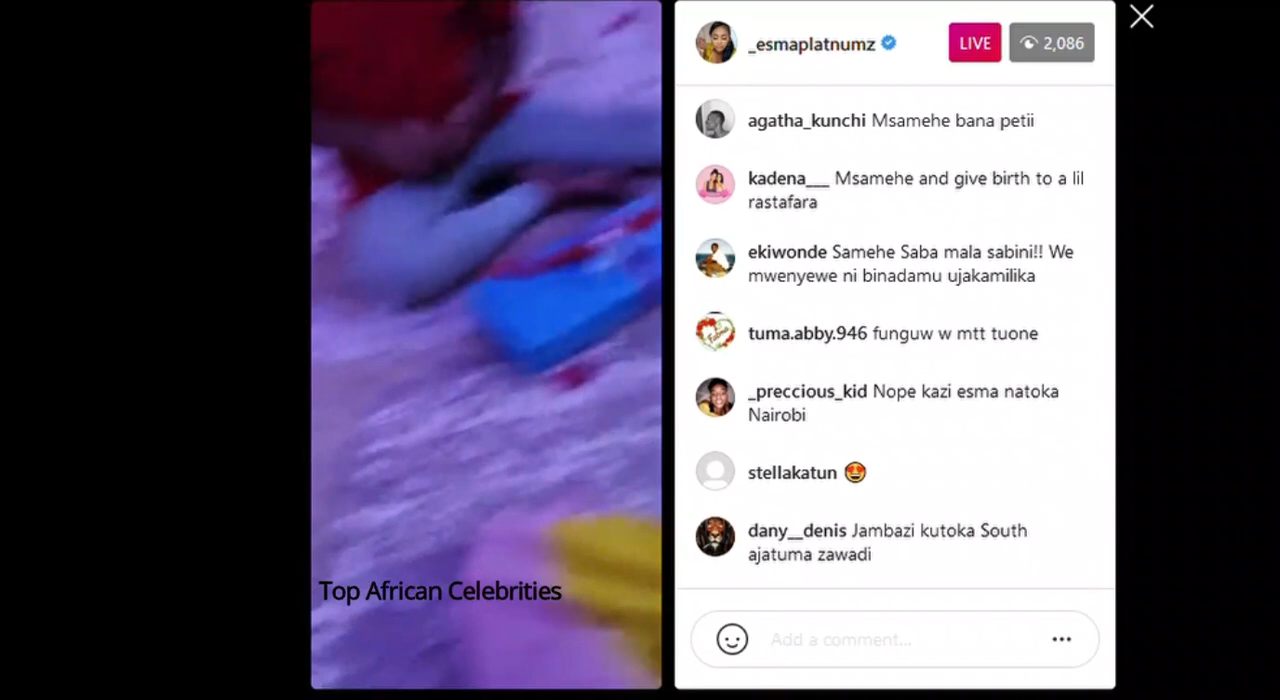 _esmaplatnumz
LIVE
2,086
agatha_kunchi Msamehe bana petii
kadena___ Msamehe and give birth to a lil
rastafara
ekiwonde Samehe Saba mala sabini!! We
mwenyewe ni binadamu ujakamilika
tuma.abby.946 funguw w mtt tuone
_preccious_kid Nope kazi esma natoka
Nairobi
stellakatun 😍
dany__denis Jambazi kutoka South
ajatuma zawadi
Add a comment...
Top African Celebrities